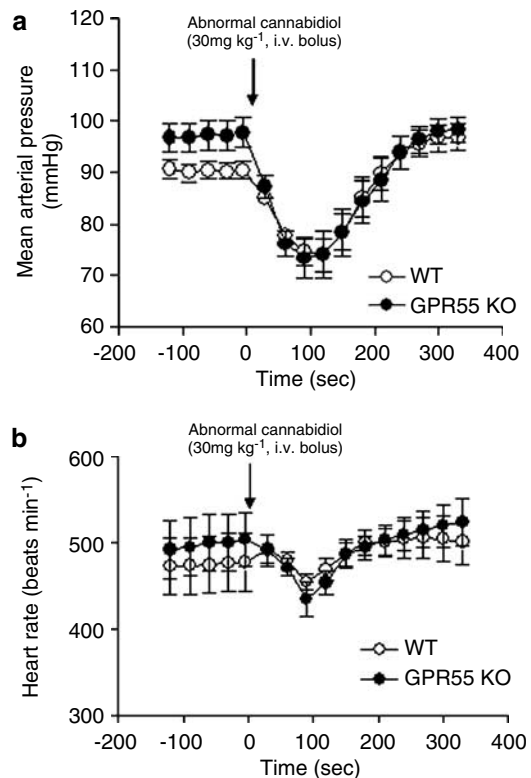 a
Abnormal cannabidiol
(30mg kg⁻¹, i.v. bolus)
120
110
100
90
80
70
60
Mean arterial pressure
(mmHg)
WT
GPR55 KO
-200 -100 0 100 200 300 400
Time (sec)
b
Abnormal cannabidiol
(30mg kg⁻¹, i.v. bolus)
600
500
400
300
Heart rate (beats min⁻¹)
WT
GPR55 KO
-200 -100 0 100 200 300 400
Time (sec)